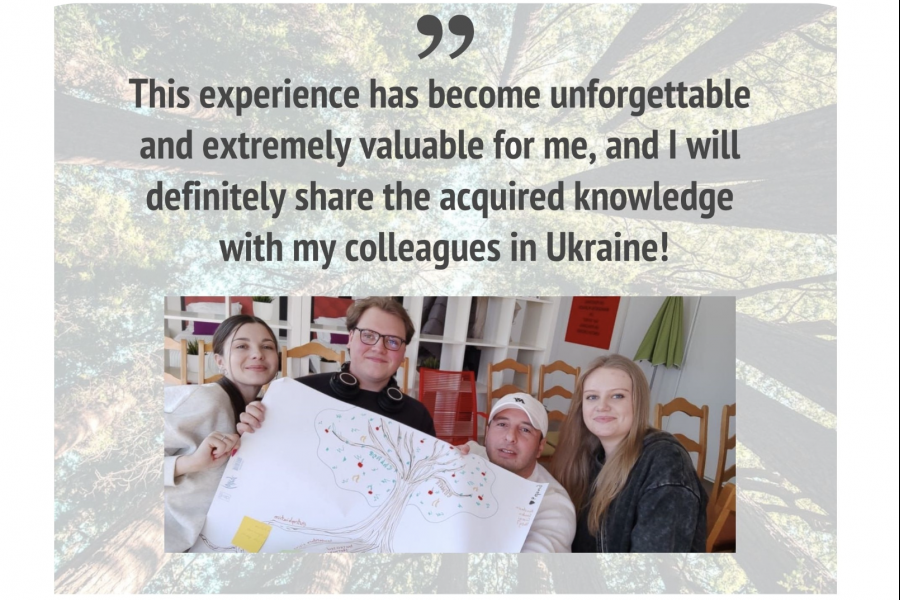 ”
This experience has become unforgettable
and extremely valuable for me, and I will
definitely share the acquired knowledge
with my colleagues in Ukraine!